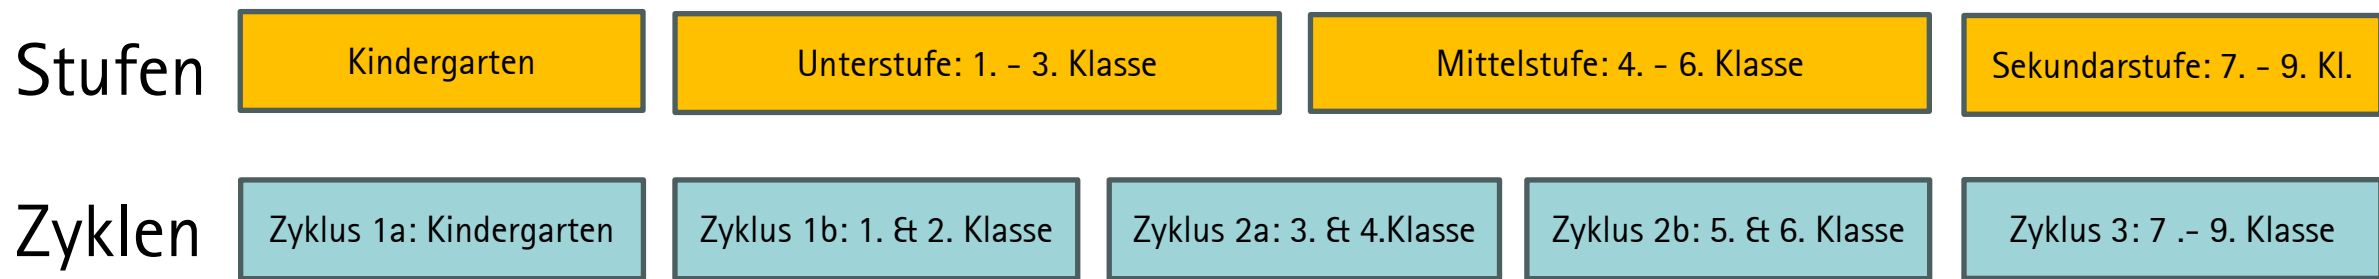 Stufen
Kindergarten
Unterstufe: 1. - 3. Klasse
Mittelstufe: 4. - 6. Klasse
Sekundarstufe: 7. - 9. Kl.
Zyklen
Zyklus 1a: Kindergarten
Zyklus 1b: 1. & 2. Klasse
Zyklus 2a: 3. & 4.Klasse
Zyklus 2b: 5. & 6. Klasse
Zyklus 3: 7 .- 9. Klasse